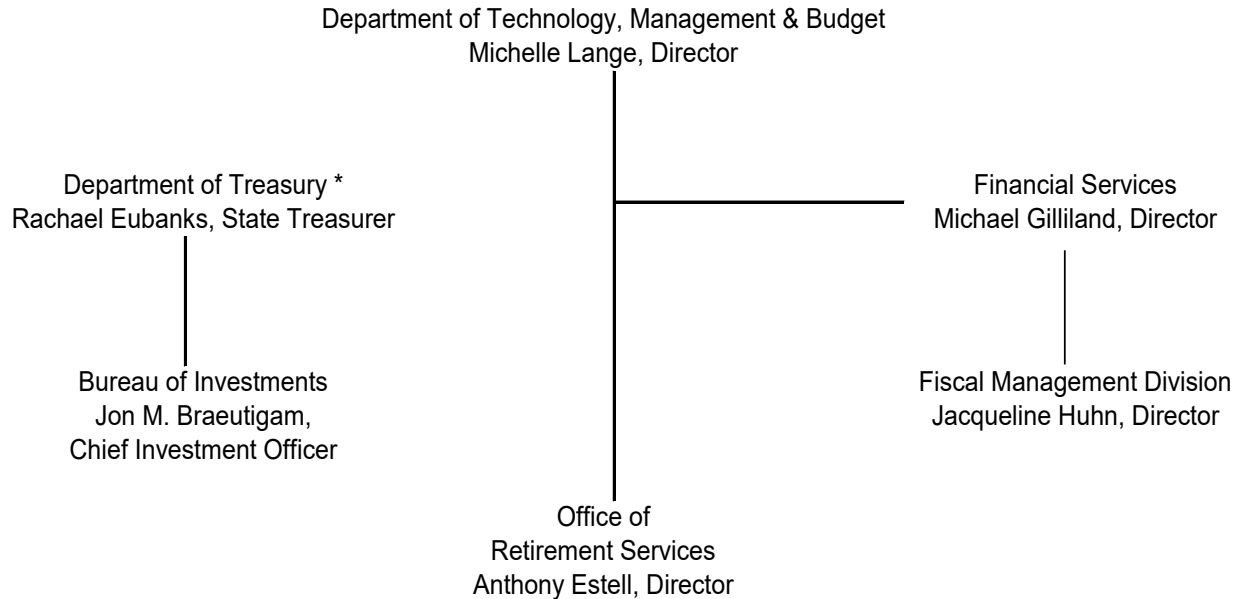 Department of Technology, Management & Budget
Michelle Lange, Director
Department of Treasury *
Rachael Eubanks, State Treasurer
Financial Services
Michael Gilliland, Director
Bureau of Investments
Jon M. Braeutigam,
Chief Investment Officer
Fiscal Management Division
Jacqueline Huhn, Director
Office of
Retirement Services
Anthony Estell, Director